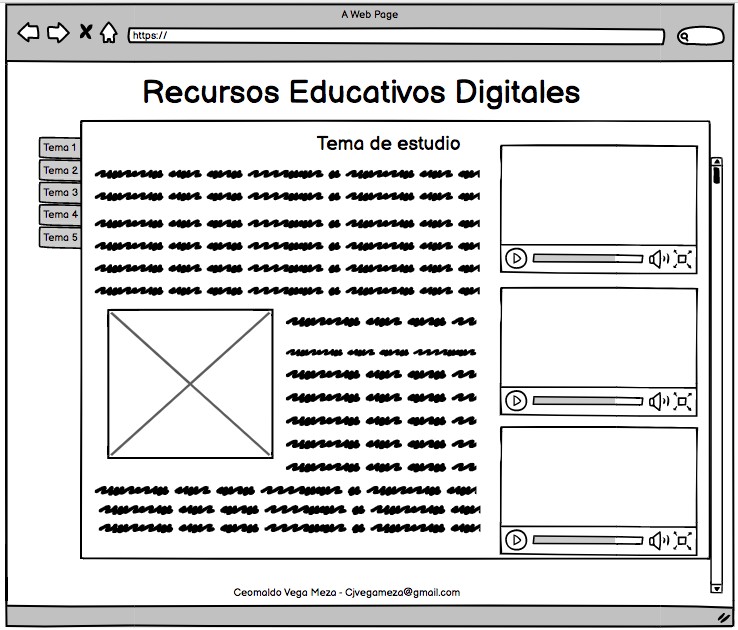 A Web Page
https://
Recursos Educativos Digitales
Tema de estudio
Tema 1
Tema 2
Tema 3
Tema 4
Tema 5
Ceomaldo Vega Meza - Cjvegameza@gmail.com